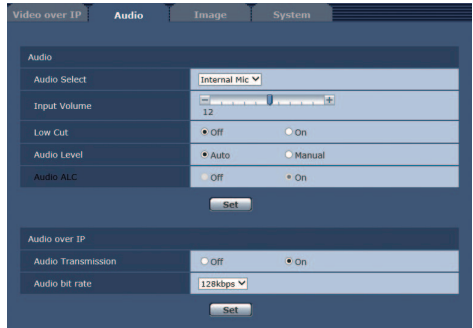 Video over IP Audio Image System
Audio
Audio Select Internal Mic
Input Volume - +
12
Low Cut Off On
Audio Level Auto Manual
Audio ALC Off On
Set
Audio over IP
Audio Transmission Off On
Audio bit rate 128kbps
Set